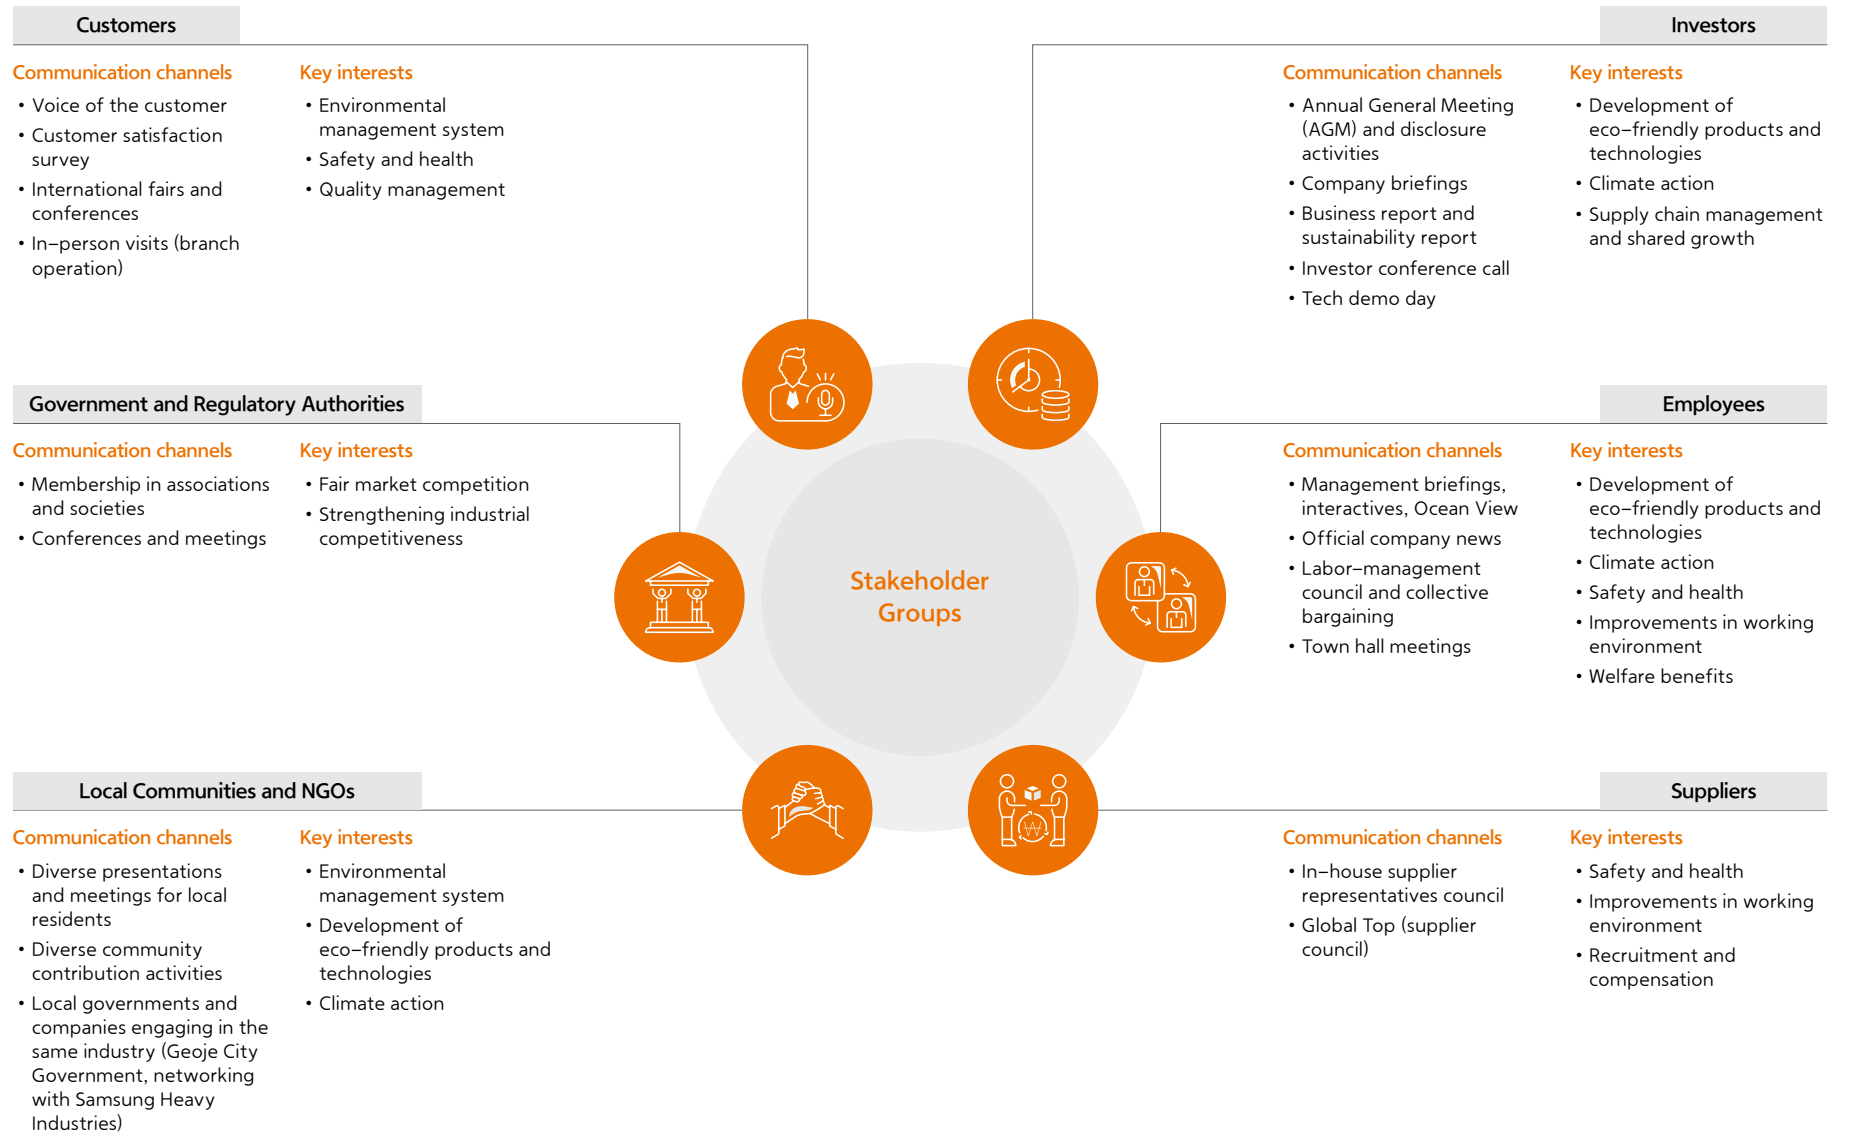 Customers
Communication channels
• Voice of the customer
• Customer satisfaction
survey
• International fairs and
conferences
• In-person visits (branch
operation)
Key interests
• Environmental
management system
• Safety and health
• Quality management
Investors
Communication channels
• Annual General Meeting
(AGM) and disclosure
activities
• Company briefings
• Business report and
sustainability report
• Investor conference call
• Tech demo day
Key interests
• Development of
eco-friendly products and
technologies
• Climate action
• Supply chain management
and shared growth
Government and Regulatory Authorities
Communication channels
• Membership in associations
and societies
• Conferences and meetings
Key interests
• Fair market competition
• Strengthening industrial
competitiveness
Stakeholder
Groups
Employees
Communication channels
• Management briefings,
interactives, Ocean View
• Official company news
• Labor-management
council and collective
bargaining
• Town hall meetings
Key interests
• Development of
eco-friendly products and
technologies
• Climate action
• Safety and health
• Improvements in working
environment
• Welfare benefits
Local Communities and NGOs
Communication channels
• Diverse presentations
and meetings for local
residents
• Diverse community
contribution activities
• Local governments and
companies engaging in the
same industry (Geoje City
Government, networking
with Samsung Heavy
Industries)
Key interests
• Environmental
management system
• Development of
eco-friendly products and
technologies
• Climate action
Suppliers
Communication channels
• In-house supplier
representatives council
• Global Top (supplier
council)
Key interests
• Safety and health
• Improvements in working
environment
• Recruitment and
compensation